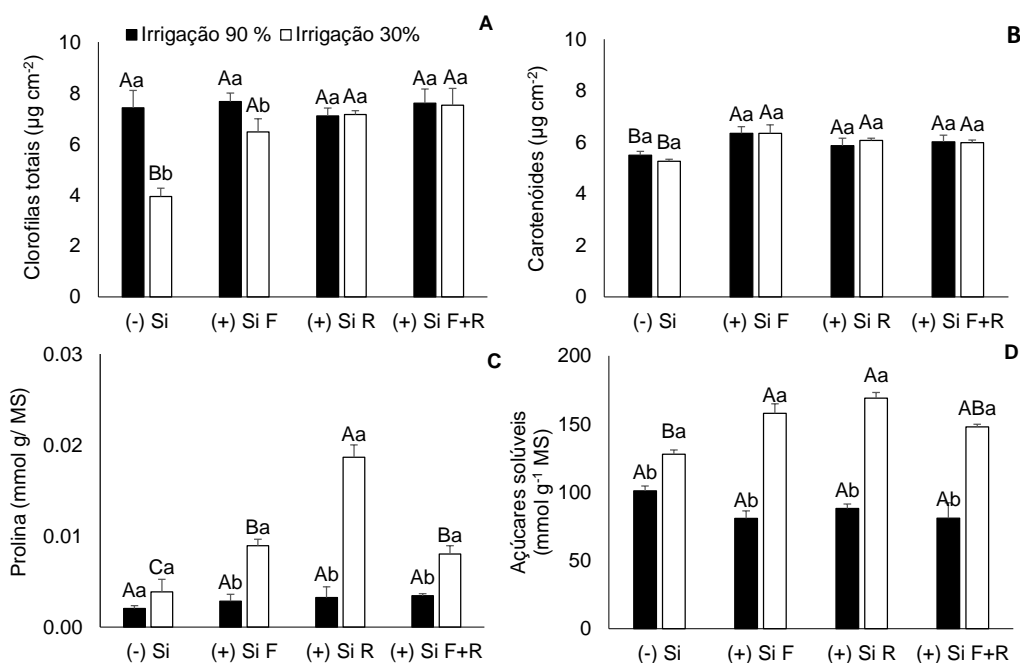 Irrigação 90 % Irrigação 30%
A
Clorofilas totais (µg cm-2)
10
8
6
4
2
0
Aa Bb Aa Ab Aa Aa Aa Aa
(-) Si (+) Si F (+) Si R (+) Si F+R
B
Carotenóides (µg cm-2)
10
8
6
4
2
0
Ba Ba Aa Aa Aa Aa Aa Aa
(-) Si (+) Si F (+) Si R (+) Si F+R
C
Prolina (mmol g/ MS)
0.03
0.02
0.01
0.00
Aa Ca Ab Ba Ab Aa Ab Ba
(-) Si (+) Si F (+) Si R (+) Si F+R
D
Açúcares solúveis
(mmol g-1 MS)
200
150
100
50
0
Ab Ba Ab Aa Ab Aa Ab ABa
(-) Si (+) Si F (+) Si R (+) Si F+R